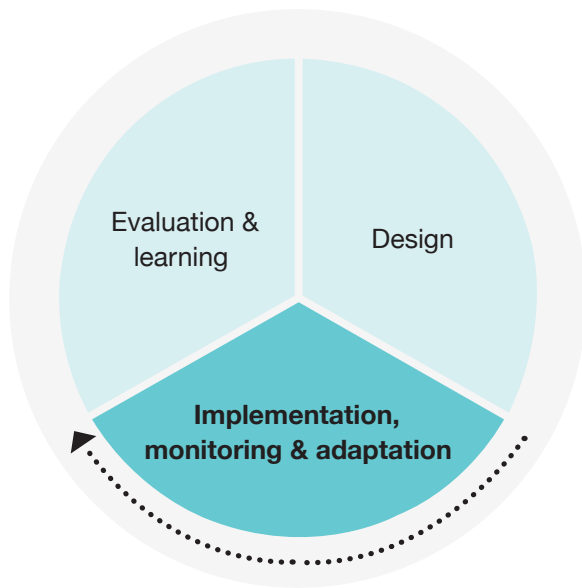 Evaluation &
learning
Design
Implementation,
monitoring & adaptation